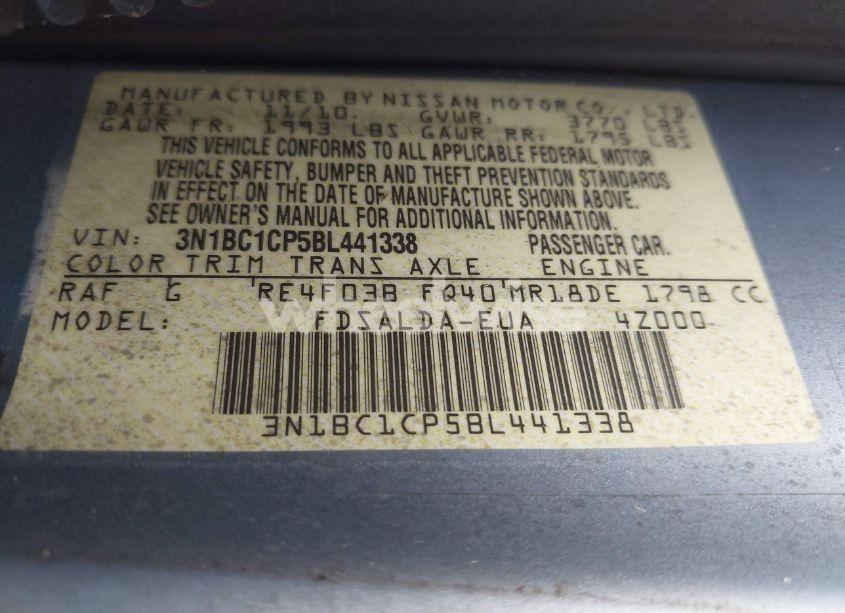 MANUFACTURED BY NISSAN MOTOR CO., LTD.
DATE: 11/10. GVWR: 3770 LBS
GAWR FR: 1993 LBS GAWR RR: 1795 LBS
THIS VEHICLE CONFORMS TO ALL APPLICABLE FEDERAL MOTOR
VEHICLE SAFETY, BUMPER AND THEFT PREVENTION STANDARDS
IN EFFECT ON THE DATE OF MANUFACTURE SHOWN ABOVE.
SEE OWNER'S MANUAL FOR ADDITIONAL INFORMATION.
VIN: 3N1BC1CP5BL441338 PASSENGER CAR.
COLOR TRIM TRANS AXLE ENGINE
RAF G RE4F03B FQ40 MR18DE 1798 CC
MODEL: FDSALDA-EUA 4Z000
3N1BC1CP5BL441338